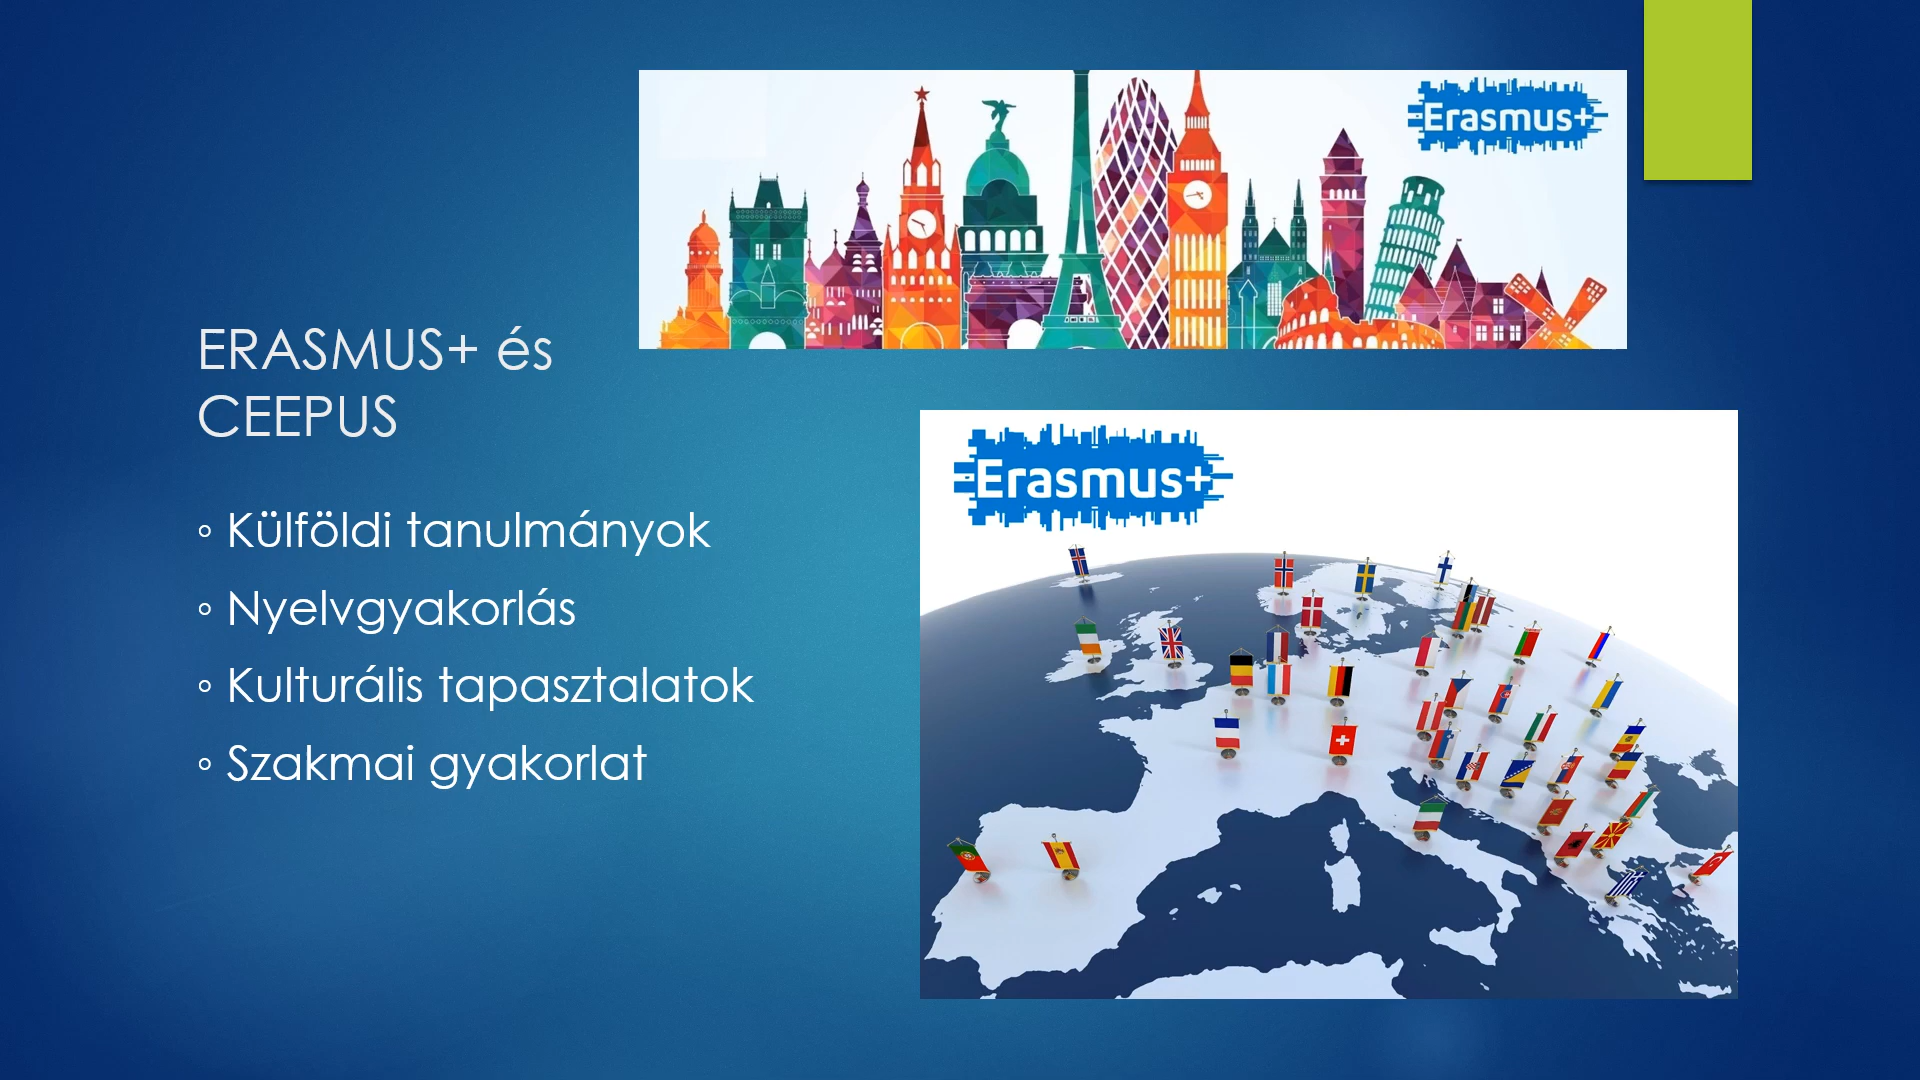 Erasmus+
ERASMUS+ és
CEEPUS
Erasmus+
◦ Külföldi tanulmányok
◦ Nyelvgyakorlás
◦ Kulturális tapasztalatok
◦ Szakmai gyakorlat